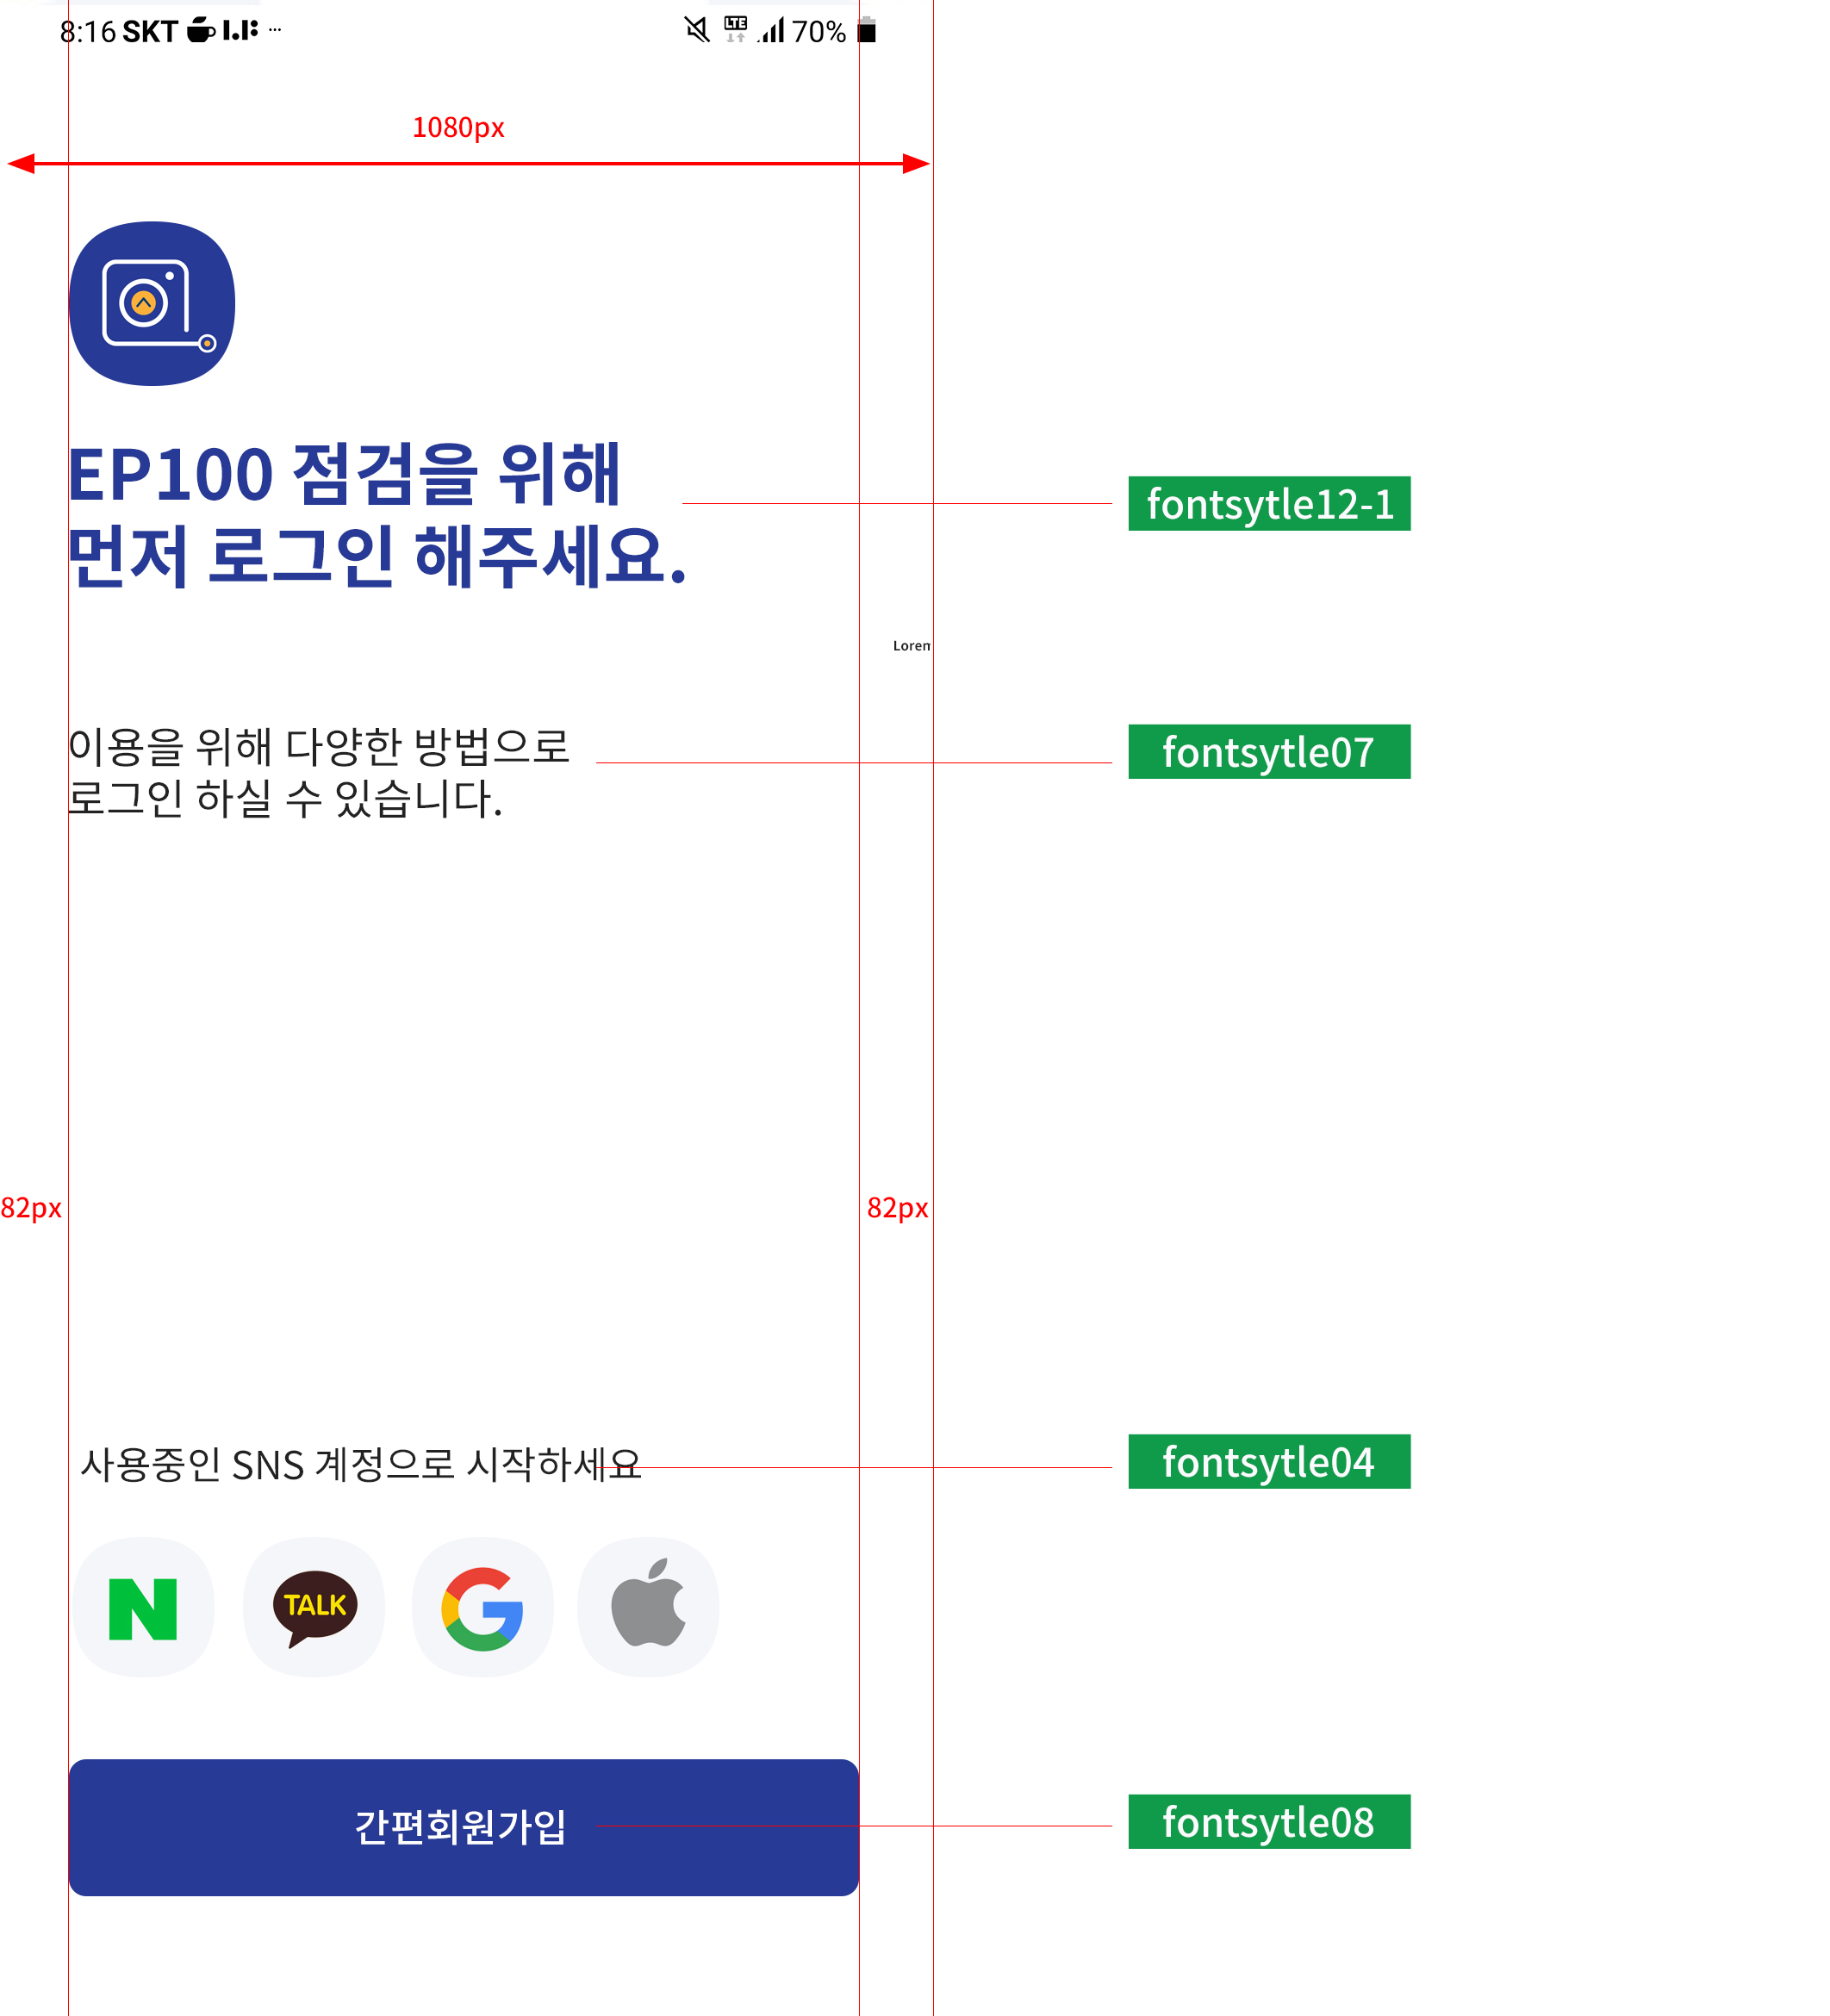 8:16 SKT ···
LTE 70%
1080px
EP100 점검을 위해
먼저 로그인 해주세요.
fontsytle12-1
Loren
이용을 위해 다양한 방법으로
로그인 하실 수 있습니다.
fontsytle07
82px
82px
사용중인 SNS 계정으로 시작하세요
fontsytle04
N
TALK
G
간편회원가입
fontsytle08